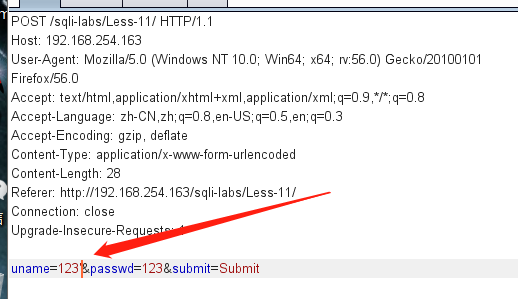 POST /sqli-labs/Less-11/ HTTP/1.1
Host: 192.168.254.163
User-Agent: Mozilla/5.0 (Windows NT 10.0; Win64; x64; rv:56.0) Gecko/20100101
Firefox/56.0
Accept: text/html,application/xhtml+xml,application/xml;q=0.9,*/*;q=0.8
Accept-Language: zh-CN,zh;q=0.8,en-US;q=0.5,en;q=0.3
Accept-Encoding: gzip, deflate
Content-Type: application/x-www-form-urlencoded
Content-Length: 28
Referer: http://192.168.254.163/sqli-labs/Less-11/
Connection: close
Upgrade-Insecure-Requests:
uname=123'&passwd=123&submit=Submit